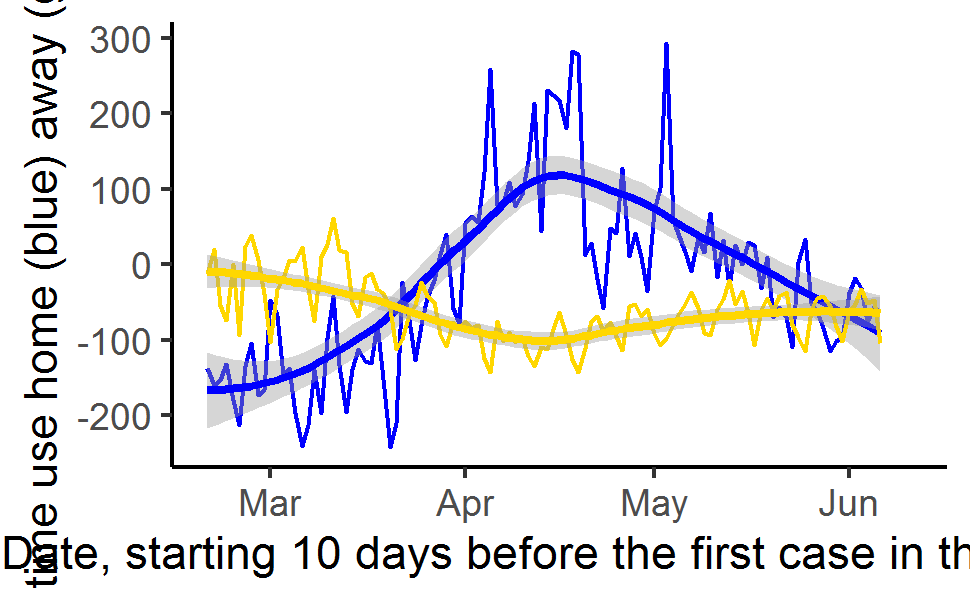 time use home (blue) away (
300
200
100
0
-100
-200
Mar Apr May Jun
Date, starting 10 days before the first case in th